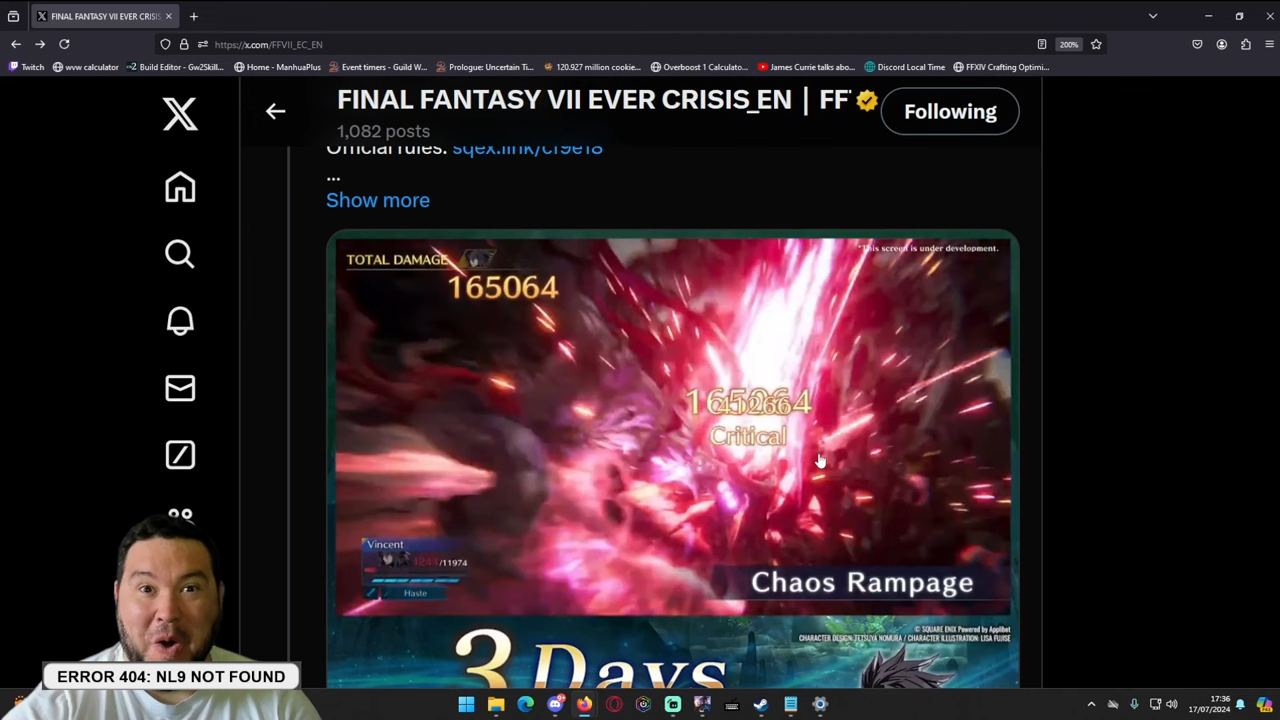 FINAL FANTASY VII EVER CRISIS
https://x.com/FFVII_EC_EN
200%
Twitch
wvw calculator
Build Editor - Gw2Skill...
Home - ManhuaPlus
Event timers - Guild W...
Prologue: Uncertain Ti...
120.927 million cookie...
Overboost 1 Calculato...
James Currie talks abo...
Discord Local Time
FFXIV Crafting Optimi...
FINAL FANTASY VII EVER CRISIS_EN | FF
1,082 posts
Following
Official rules. sqex.link/cf9e18
...
Show more
*This screen is under development.
TOTAL DAMAGE
165064
165064
Critical
Vincent
/11974
Haste
Chaos Rampage
© SQUARE ENIX Powered by Applibot
CHARACTER DESIGN: TETSUYA NOMURA / CHARACTER ILLUSTRATION: LISA FUJISE
3 Days
ERROR 404: NL9 NOT FOUND
17:36
17/07/2024